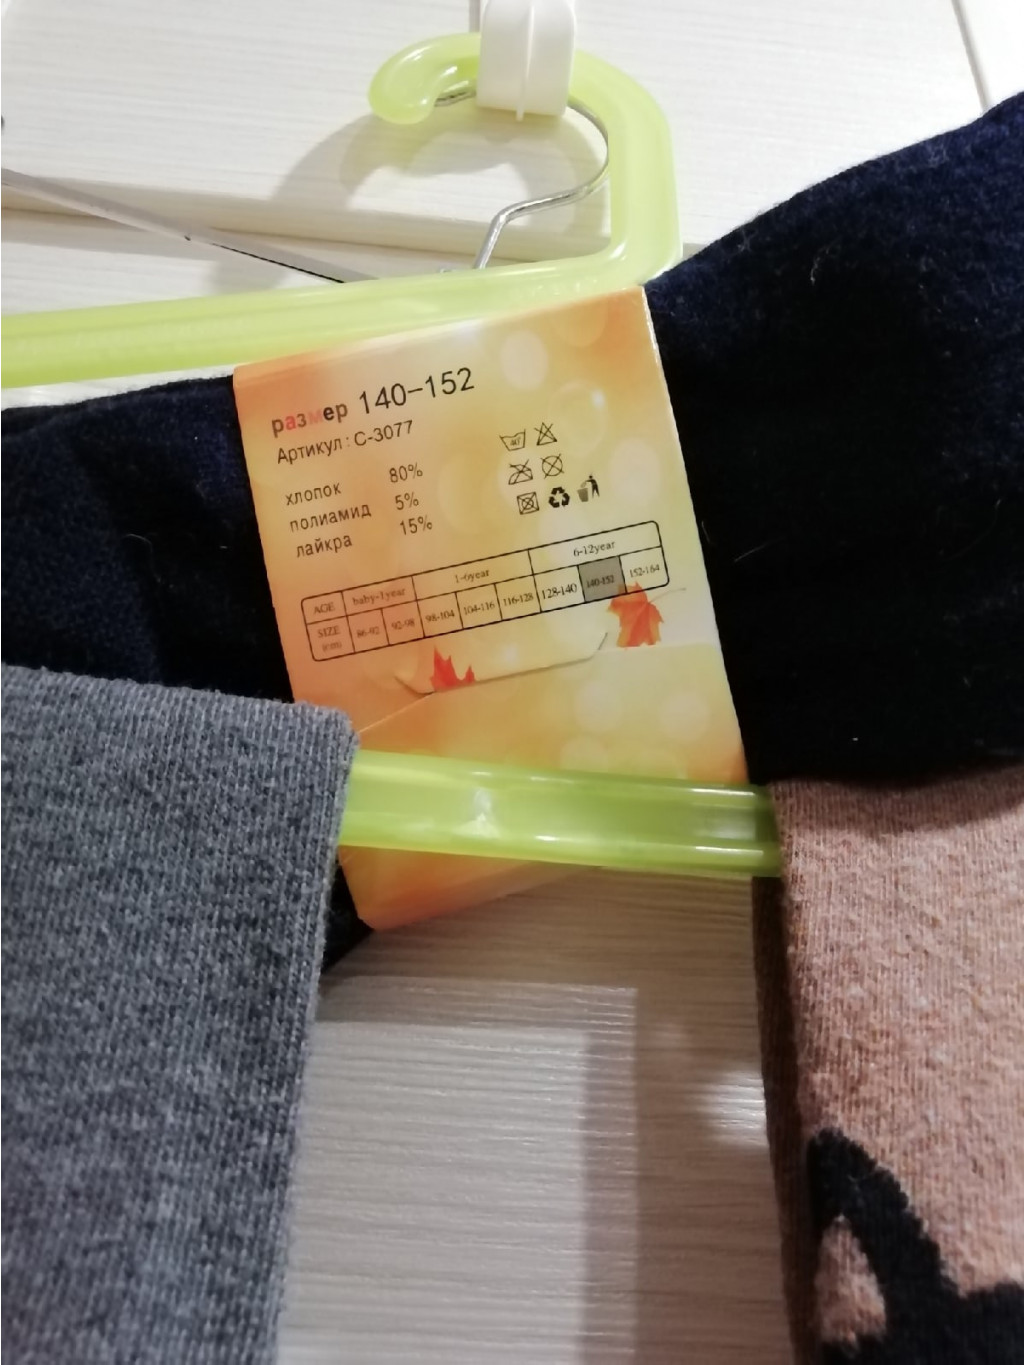 размер 140-152
Артикул: С-3077
хлопок 80%
полиамид 5%
лайкра 15%
AGE baby-1year 1-6year 6-12year
SIZE 86-92 92-98 98-104 104-116 116-128 128-140 140-152 152-164